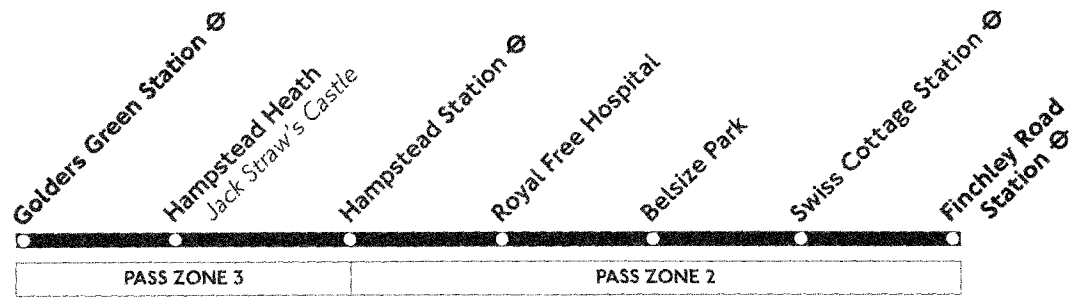 Golders Green Station
Hampstead Heath
Jack Straw's Castle
Hampstead Station
Royal Free Hospital
Belsize Park
Swiss Cottage Station
Finchley Road
Station
PASS ZONE 3
PASS ZONE 2